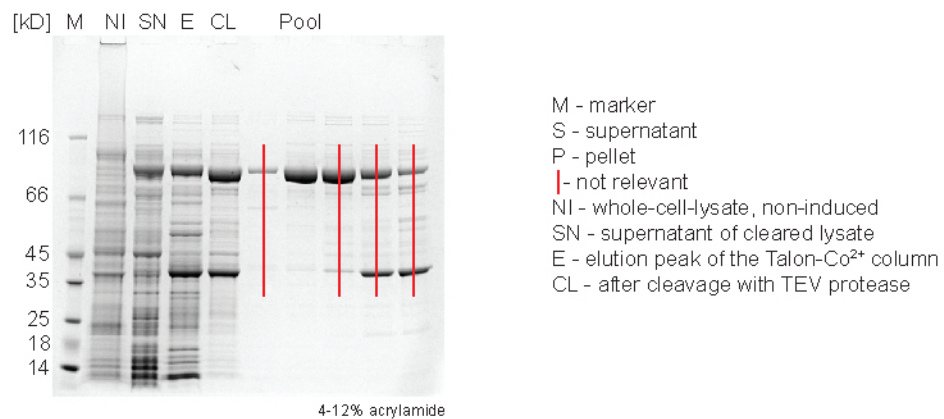 [kD] M NI SN E CL Pool
116
66
45
35
25
18
14
4-12% acrylamide
M - marker
S - supernatant
P - pellet
- not relevant
NI - whole-cell-lysate, non-induced
SN - supernatant of cleared lysate
E - elution peak of the Talon-Co²⁺ column
CL - after cleavage with TEV protease